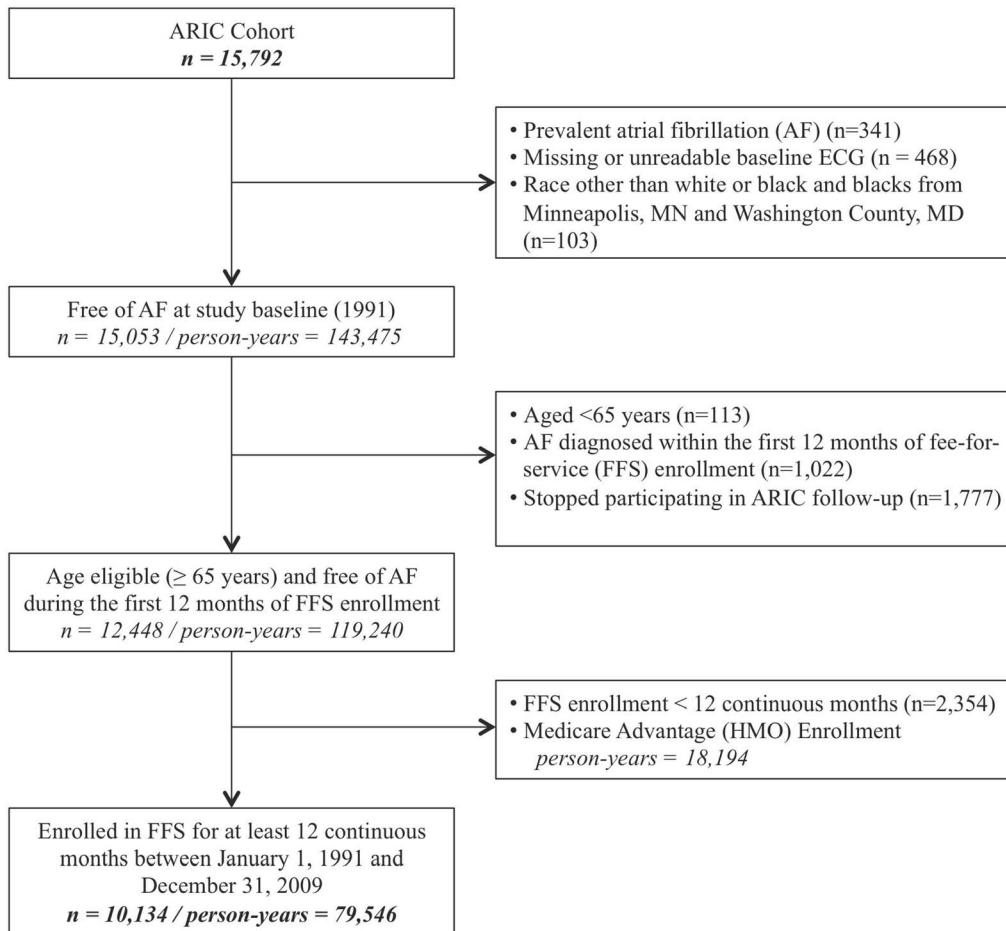 ARIC Cohort
n = 15,792
• Prevalent atrial fibrillation (AF) (n=341)
• Missing or unreadable baseline ECG (n = 468)
• Race other than white or black and blacks from
Minneapolis, MN and Washington County, MD
(n=103)
Free of AF at study baseline (1991)
n = 15,053 / person-years = 143,475
• Aged <65 years (n=113)
• AF diagnosed within the first 12 months of fee-for-
service (FFS) enrollment (n=1,022)
• Stopped participating in ARIC follow-up (n=1,777)
Age eligible (≥ 65 years) and free of AF
during the first 12 months of FFS enrollment
n = 12,448 / person-years = 119,240
• FFS enrollment < 12 continuous months (n=2,354)
• Medicare Advantage (HMO) Enrollment
person-years = 18,194
Enrolled in FFS for at least 12 continuous
months between January 1, 1991 and
December 31, 2009
n = 10,134 / person-years = 79,546